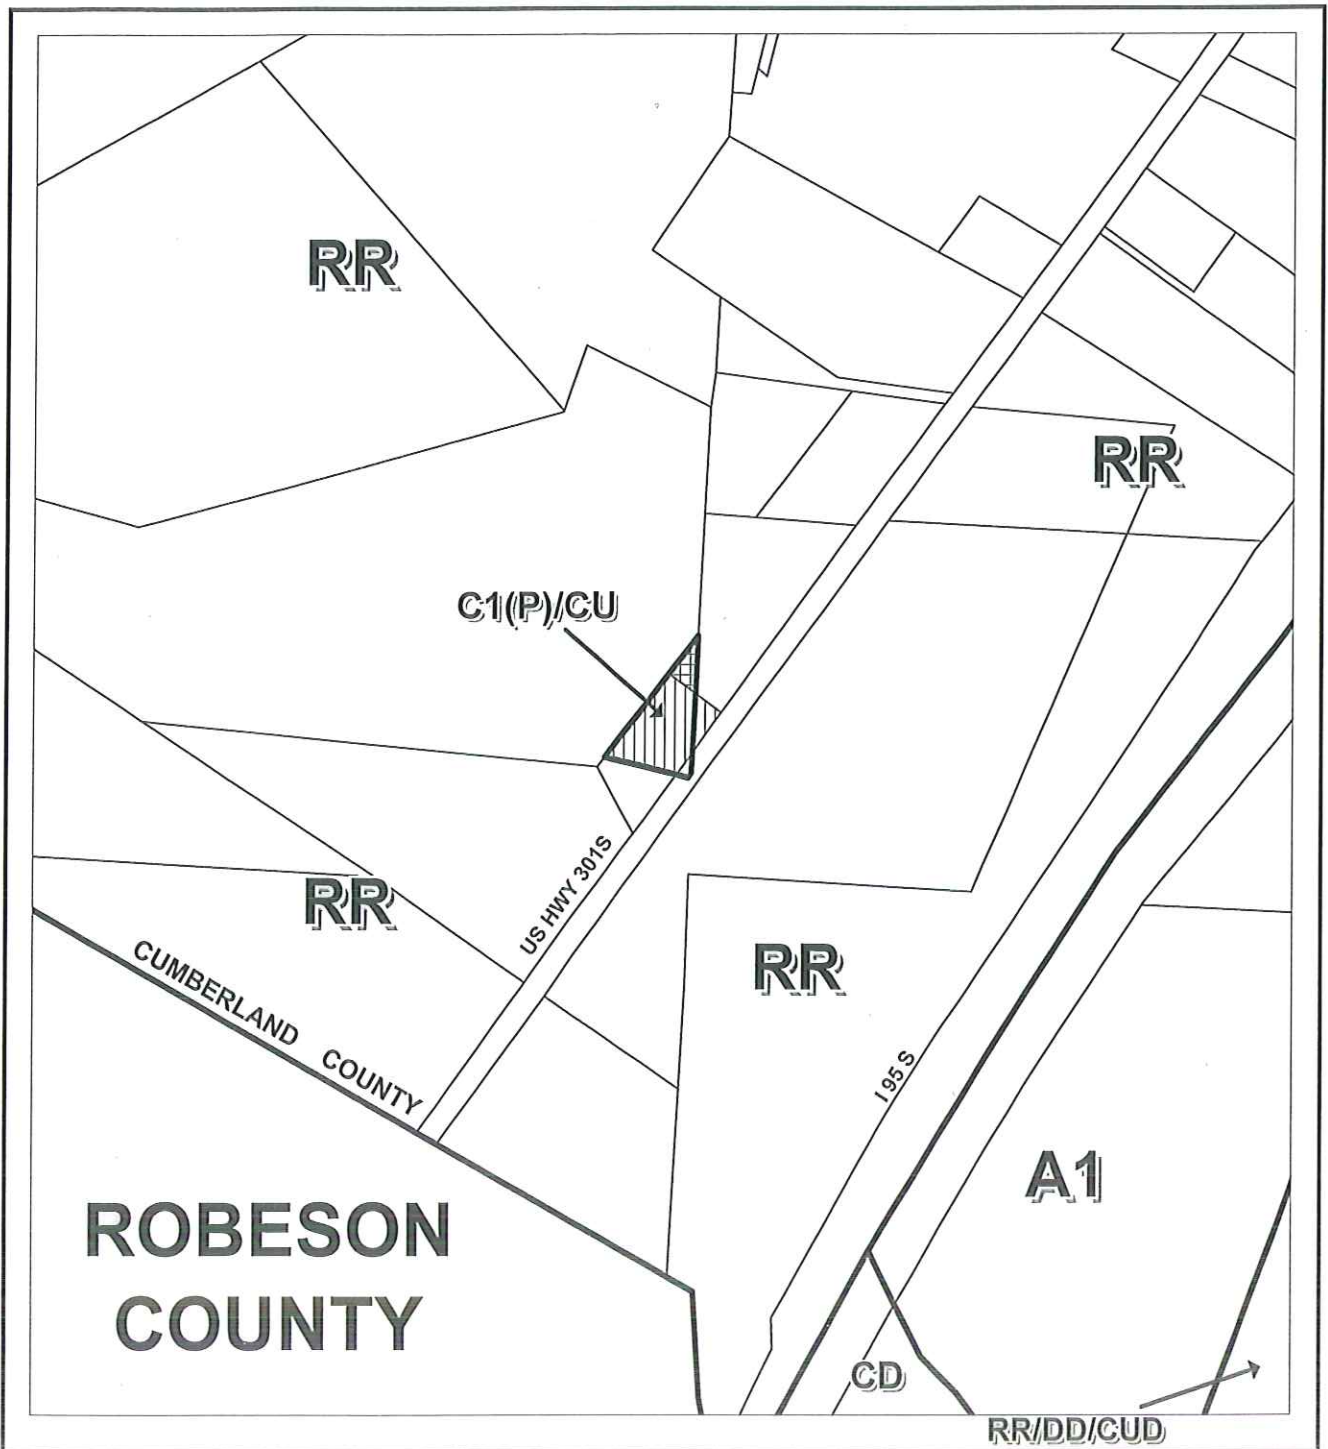 RR
RR
C1(P)/CU
US HWY 301S
RR
RR
CUMBERLAND COUNTY
I 95 S
A1
ROBESON
COUNTY
CD
RR/DD/CUD